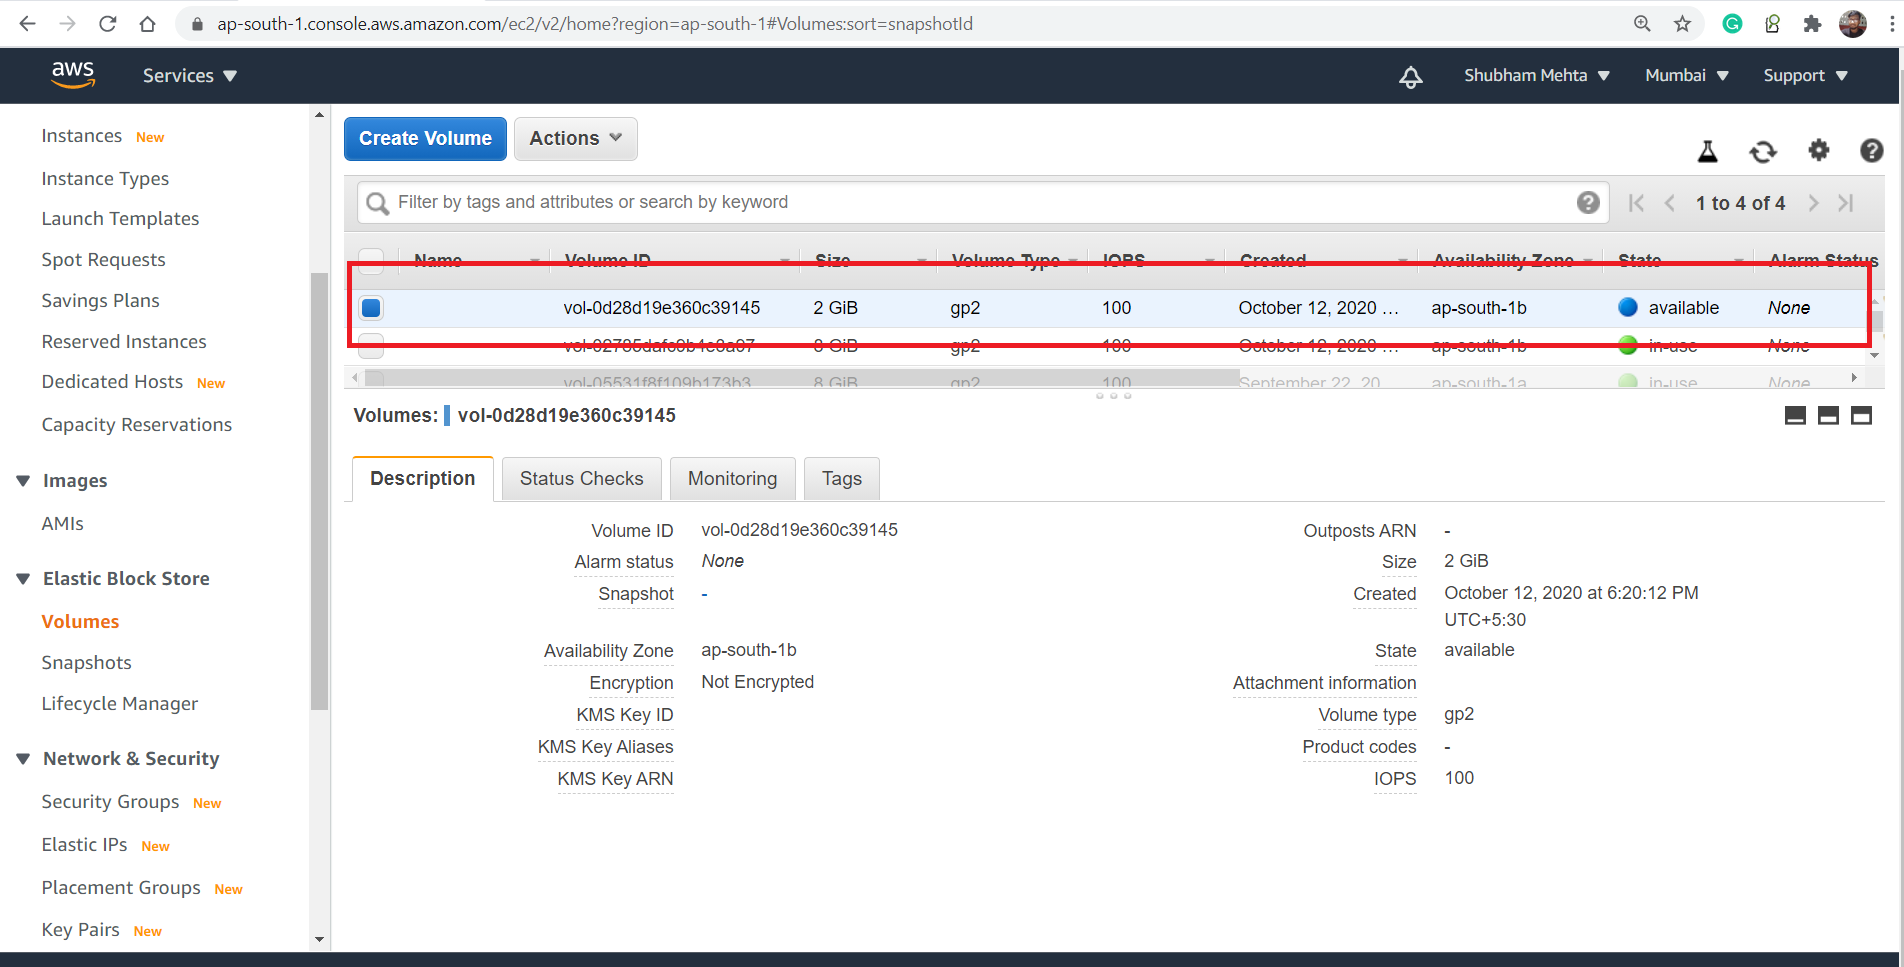 ap-south-1.console.aws.amazon.com/ec2/v2/home?region=ap-south-1#Volumes:sort=snapshotId
aws Services Shubham Mehta Mumbai Support
Instances New
Instance Types
Launch Templates
Spot Requests
Savings Plans
Reserved Instances
Dedicated Hosts New
Capacity Reservations
Images
AMIs
Elastic Block Store
Volumes
Snapshots
Lifecycle Manager
Network & Security
Security Groups New
Elastic IPs New
Placement Groups New
Key Pairs New
Create Volume Actions
Filter by tags and attributes or search by keyword 1 to 4 of 4
Name Volume ID Size Volume Type IOPS Created Availability Zone State Alarm Status
vol-0d28d19e360c39145 2 GiB gp2 100 October 12, 2020 ... ap-south-1b available None
8 GiB gp2 100 October 12, 2020 ... ap-south-1b in-use None
vol-05531f8f109b173b3 8 GiB gp2 100 September 22, 20 ap-south-1a in-use None
Volumes: vol-0d28d19e360c39145
Description Status Checks Monitoring Tags
Volume ID vol-0d28d19e360c39145 Outposts ARN -
Alarm status None Size 2 GiB
Snapshot - Created October 12, 2020 at 6:20:12 PM
UTC+5:30
Availability Zone ap-south-1b State available
Encryption Not Encrypted Attachment information
KMS Key ID Volume type gp2
KMS Key Aliases Product codes -
KMS Key ARN IOPS 100